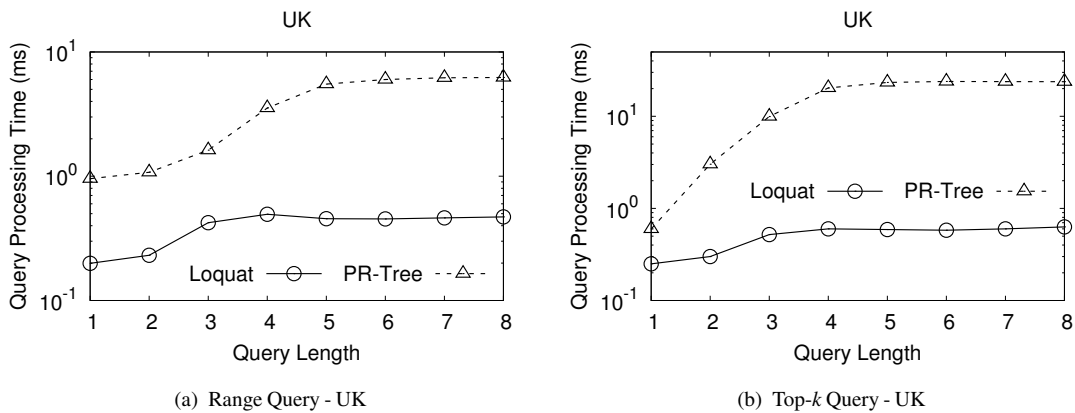 UK
Query Processing Time (ms)
10^1
10^0
10^-1
Loquat
PR-Tree
1 2 3 4 5 6 7 8
Query Length
(a) Range Query - UK
UK
Query Processing Time (ms)
10^1
10^0
10^-1
Loquat
PR-Tree
1 2 3 4 5 6 7 8
Query Length
(b) Top-k Query - UK